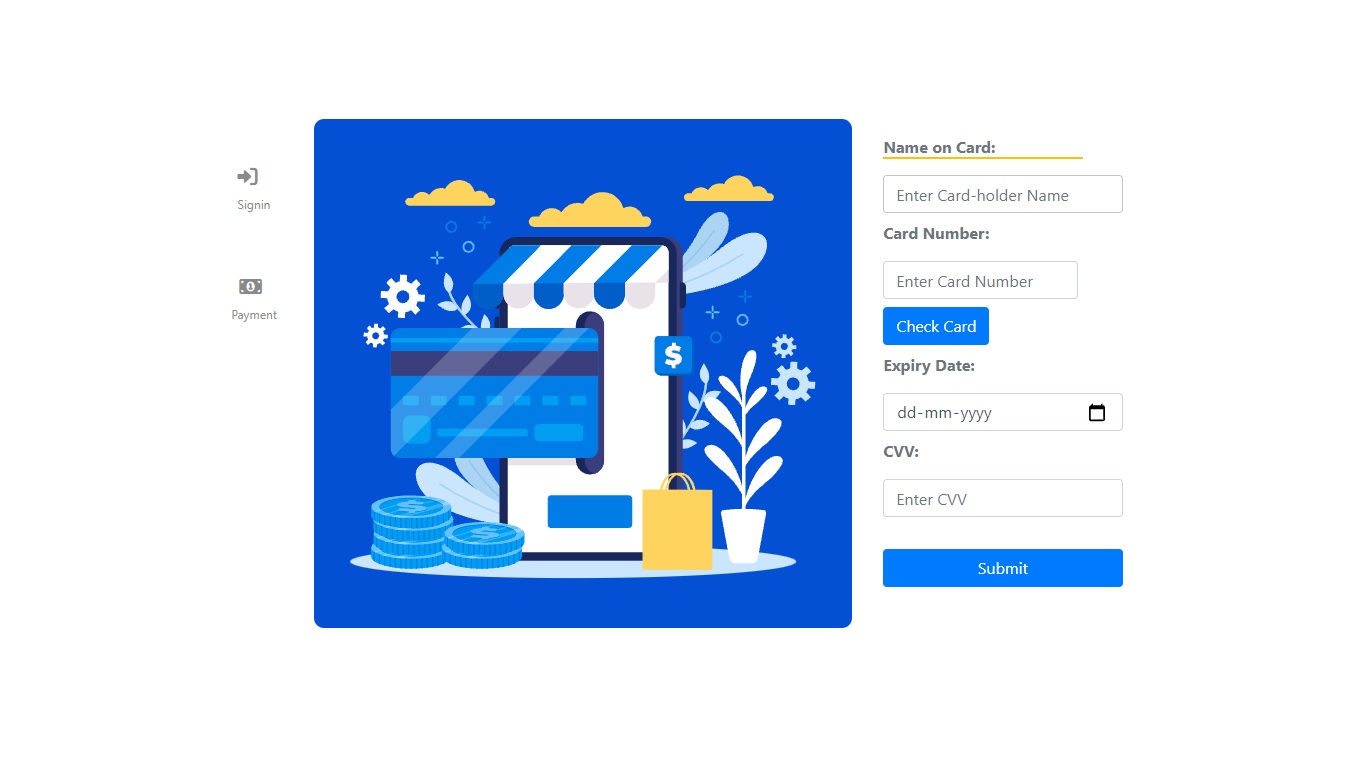 Signin
Payment
$
$
$
1
Name on Card:
Enter Card-holder Name
Card Number:
Enter Card Number
Check Card
Expiry Date:
dd-mm-yyyy
CVV:
Enter CVV
Submit